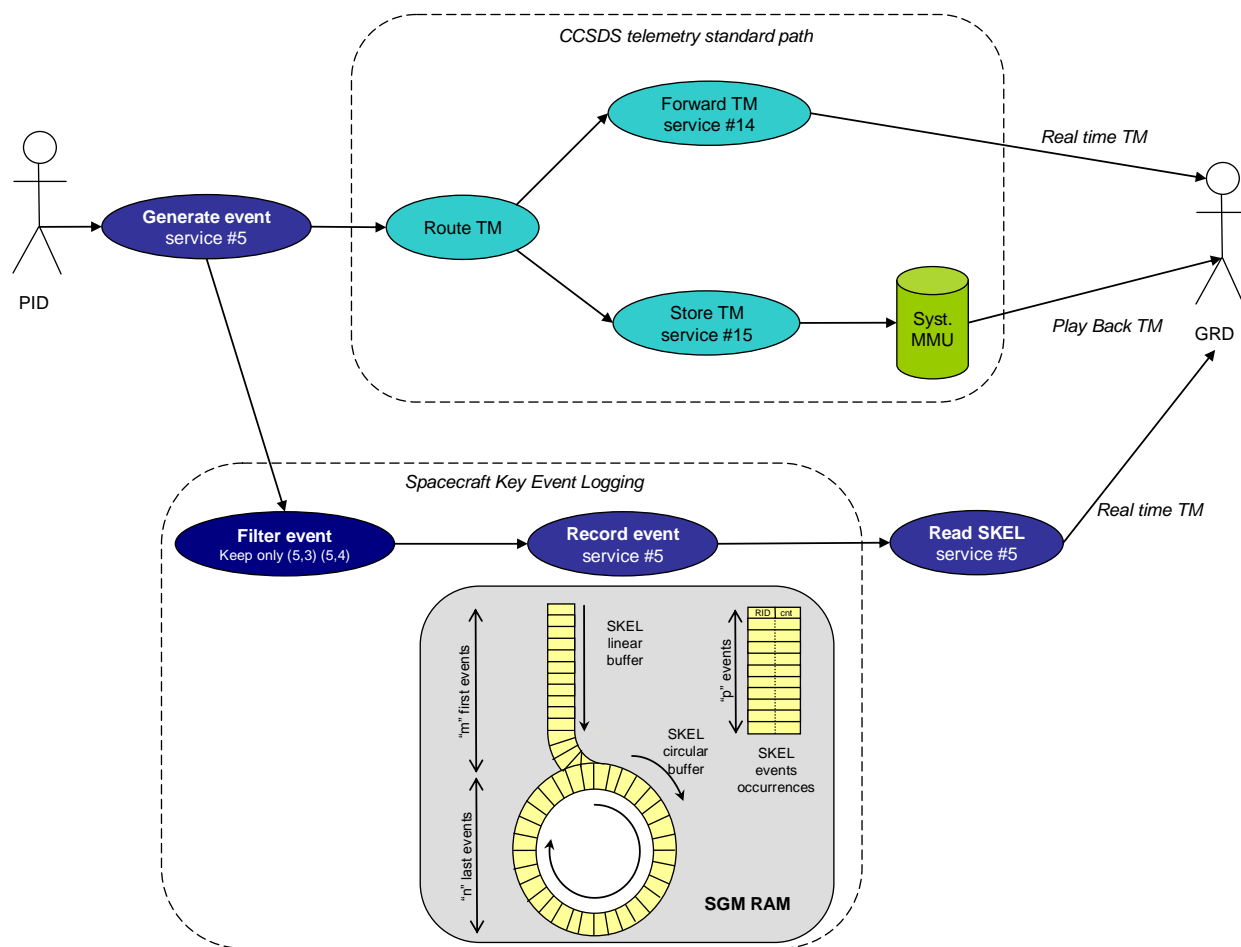 CCSDS telemetry standard path
Forward TM
service #14
Real time TM
Generate event
service #5
Route TM
PID
Store TM
service #15
Syst.
MMU
Play Back TM
GRD
Spacecraft Key Event Logging
Filter event
Keep only (5,3) (5,4)
Record event
service #5
Read SKEL
service #5
Real time TM
"m" first events
SKEL
linear
buffer
"p" events
RID cnt
SKEL
circular
buffer
SKEL
events
occurrences
"n" last events
SGM RAM